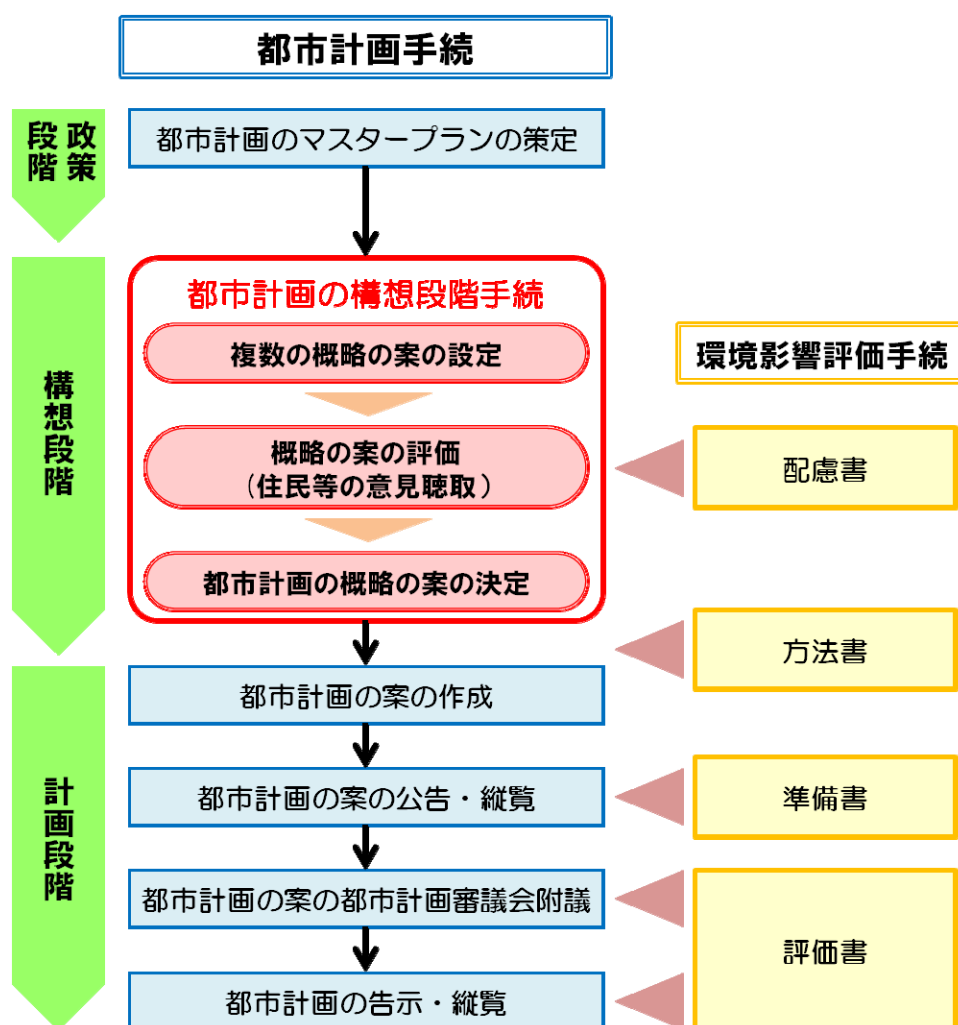 都市計画手続
政策
段階
都市計画のマスタープランの策定
構想段階
都市計画の構想段階手続
複数の概略の案の設定
概略の案の評価
（住民等の意見聴取）
都市計画の概略の案の決定
環境影響評価手続
配慮書
方法書
計画段階
都市計画の案の作成
都市計画の案の公告・縦覧
準備書
都市計画の案の都市計画審議会附議
評価書
都市計画の告示・縦覧